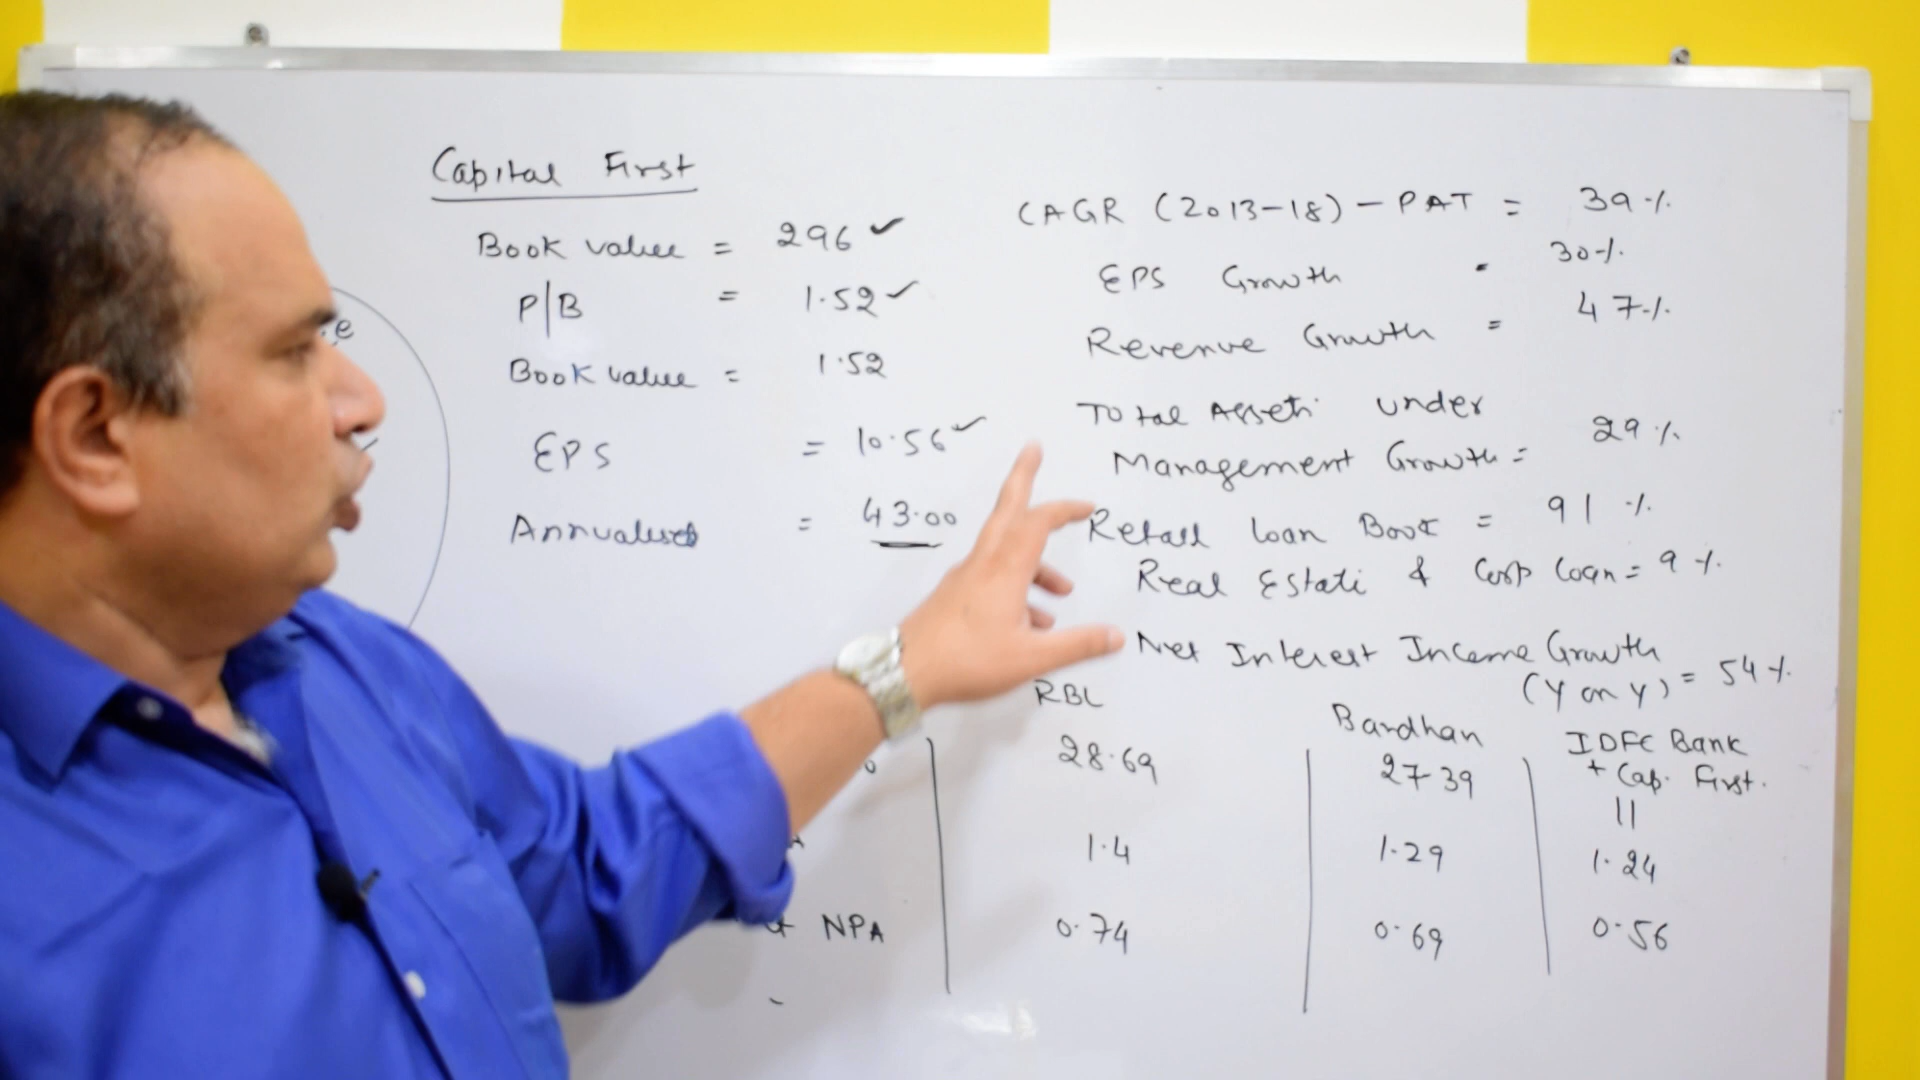 Capital First
Book value = 296 ✓
P/B = 1.52 ✓
Book value = 1.52
EPS = 10.56 ✓
Annualised = 43.00
CAGR (2013-18) - PAT = 39%
EPS Growth - 30%
Revenue Growth = 47%
Total Assets under
Management Growth = 29%
Retail Loan Book = 91%
Real Estate & Corp Loan = 9%
Net Interest Income Growth
(Y on Y) = 54%
RBL Bandhan IDFC Bank
+ Cap. First.
28.69 27.39 11
1.4 1.29 1.24
NPA 0.74 0.69 0.56